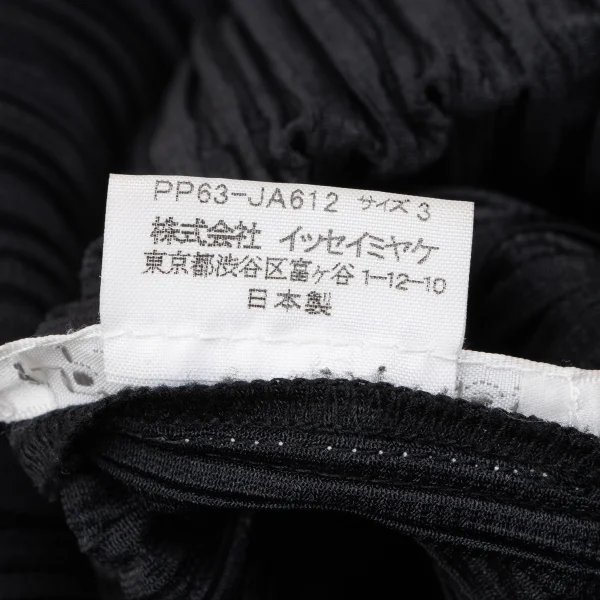 PP63-JA612 サイズ 3
株式会社 イッセイミヤケ
東京都渋谷区富ヶ谷 1-12-10
日本製